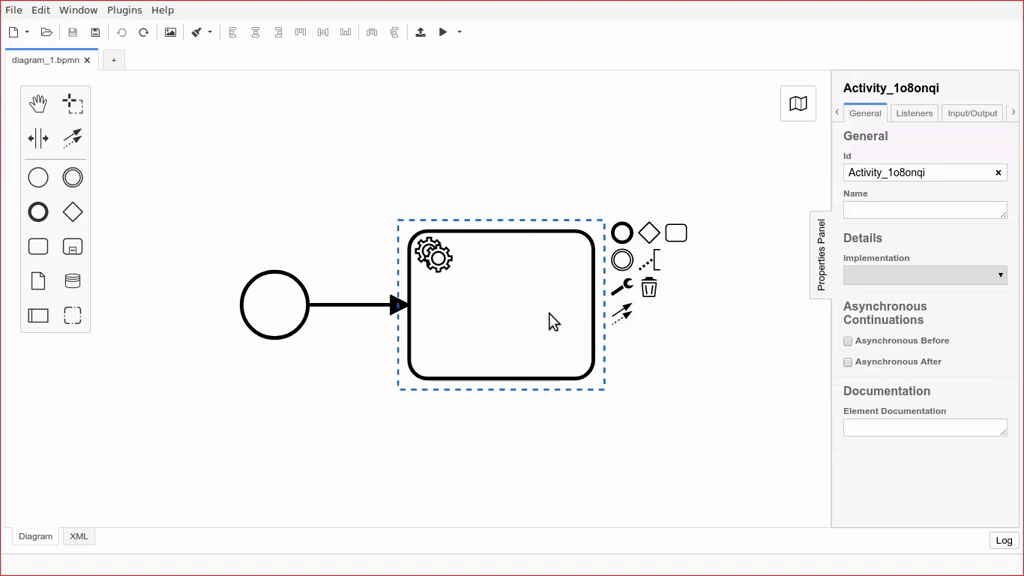 File Edit Window Plugins Help
diagram_1.bpmn × +
Activity_1o8onqi
General Listeners Input/Output
General
Id
Activity_1o8onqi ×
Name
Details
Implementation
Asynchronous
Continuations
Asynchronous Before
Asynchronous After
Documentation
Element Documentation
Properties Panel
Diagram XML
Log